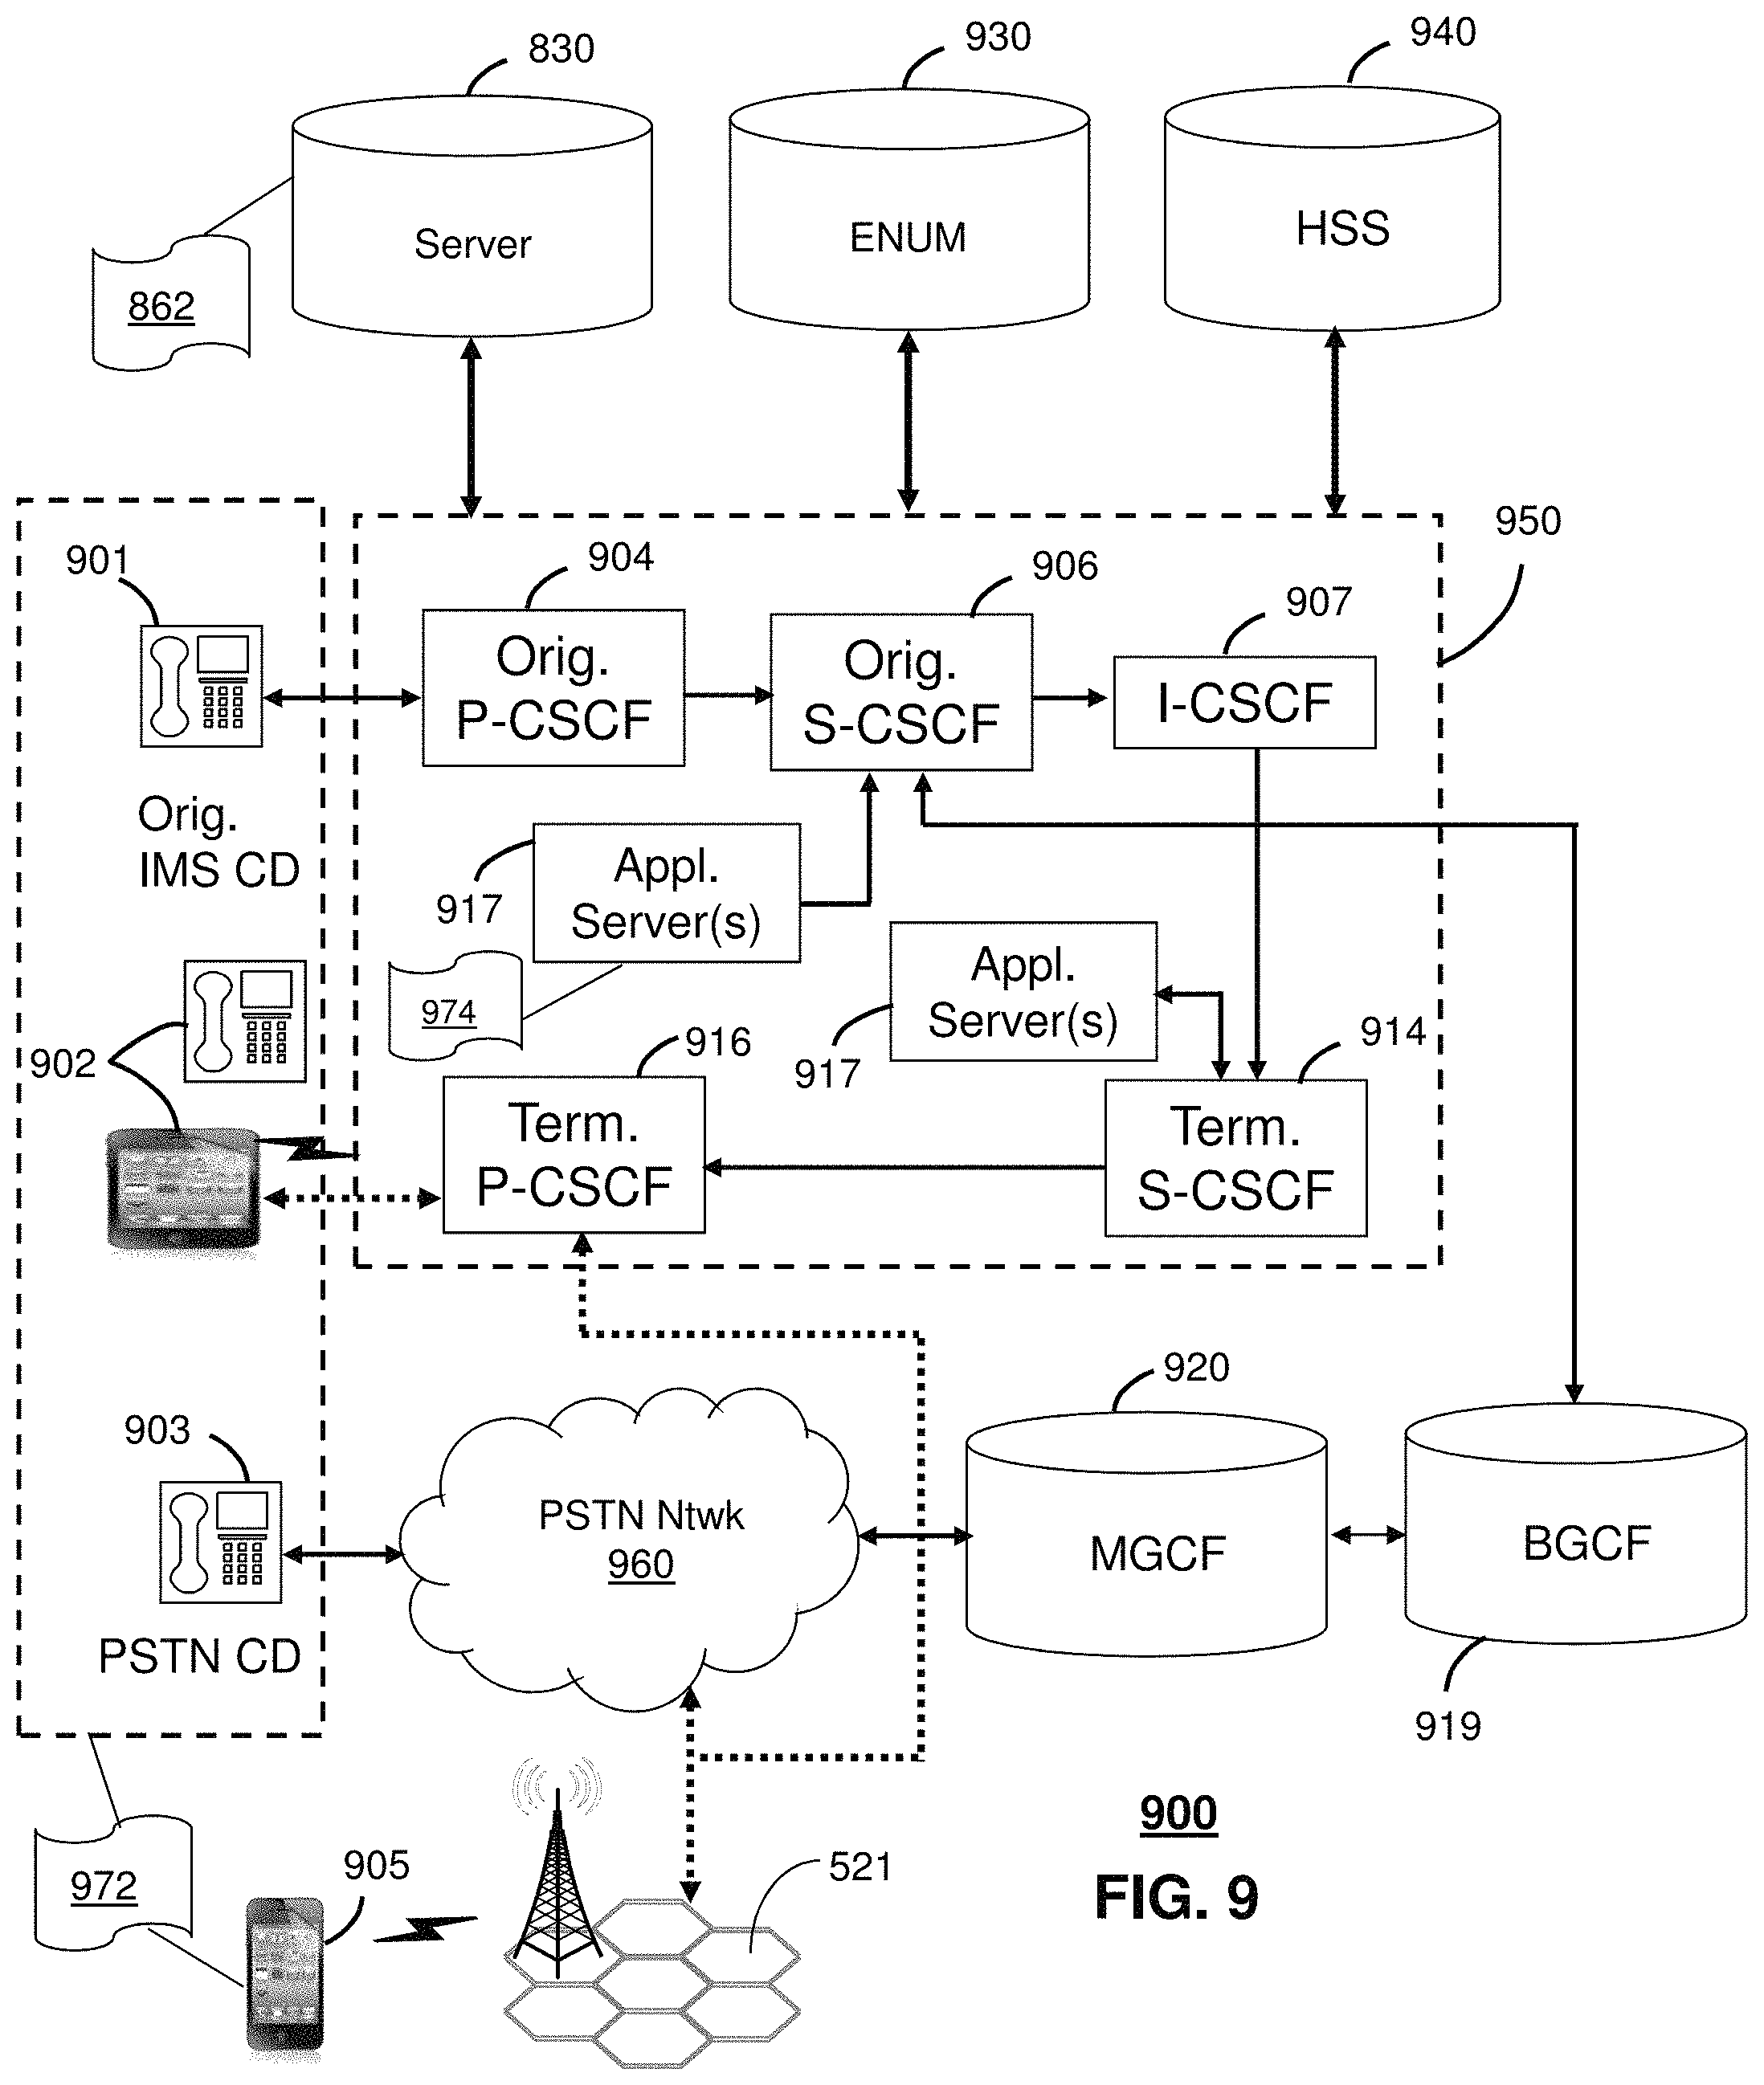 830
930
940
Server
ENUM
HSS
862
950
901
904
906
907
Orig.
P-CSCF
Orig.
S-CSCF
I-CSCF
Orig.
IMS CD
917
Appl.
Server(s)
974
Appl.
Server(s)
917
902
916
914
Term.
P-CSCF
Term.
S-CSCF
903
PSTN CD
PSTN Ntwk
960
920
MGCF
BGCF
919
972
905
521
900
FIG. 9